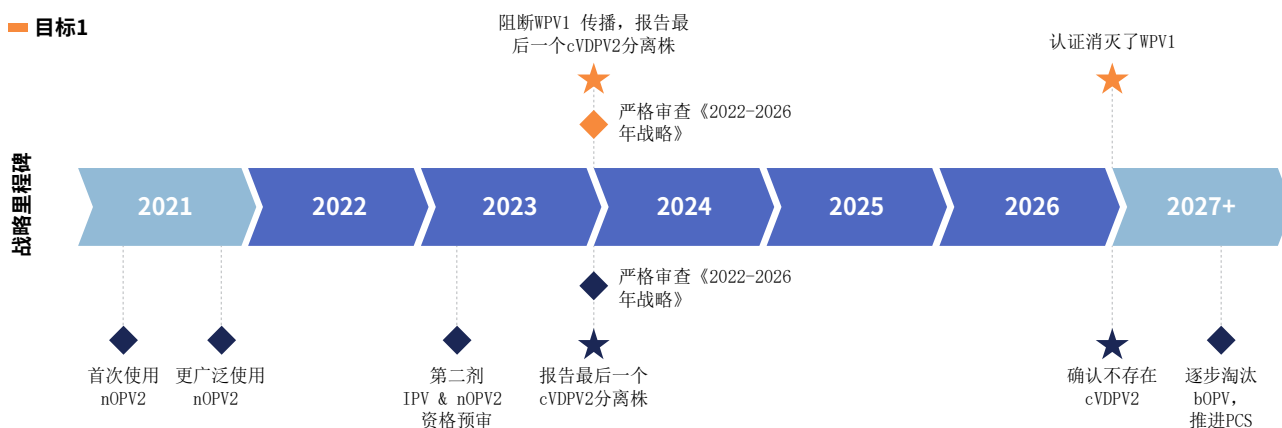 目标1
阻断WPV1 传播，报告最
后一个cVDPV2分离株
认证消灭了WPV1
严格审查《2022-2026
年战略》
战略里程碑
2021
2022
2023
2024
2025
2026
2027+
严格审查《2022-2026
年战略》
首次使用
nOPV2
更广泛使用
nOPV2
第二剂
IPV & nOPV2
资格预审
报告最后一个
cVDPV2分离株
确认不存在
cVDPV2
逐步淘汰
bOPV，
推进PCS